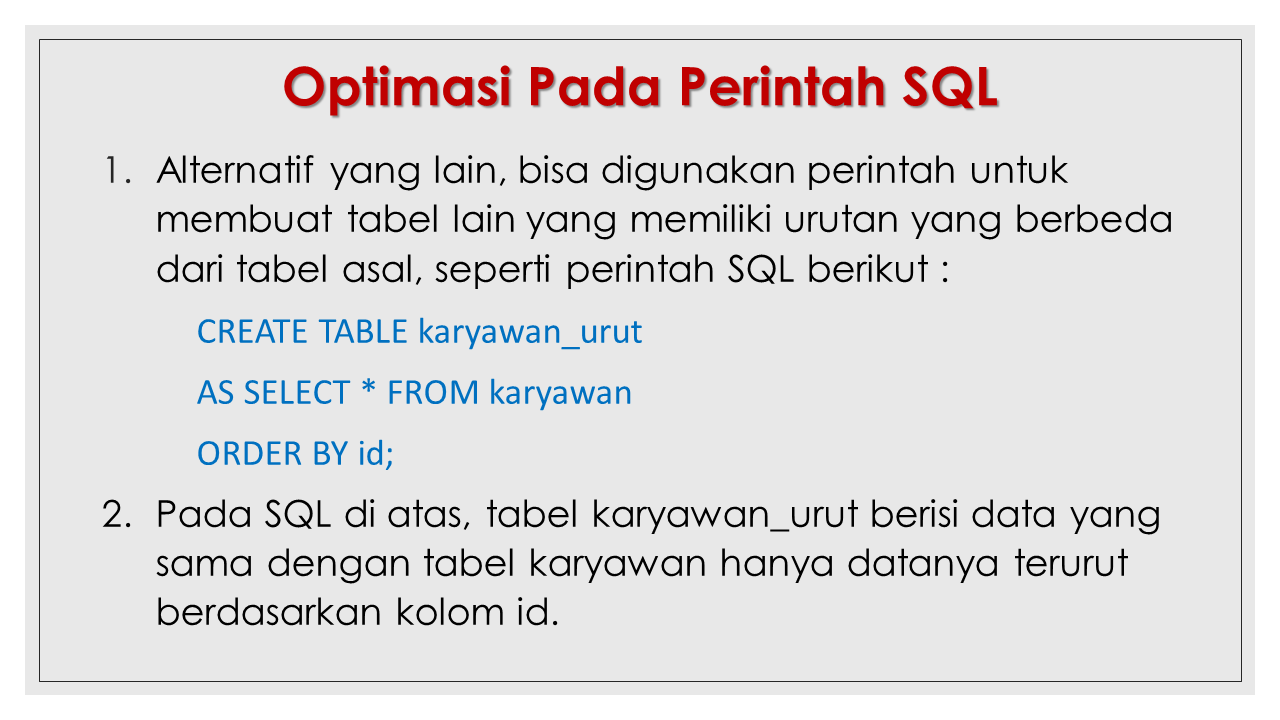 Optimasi Pada Perintah SQL
1. Alternatif yang lain, bisa digunakan perintah untuk
membuat tabel lain yang memiliki urutan yang berbeda
dari tabel asal, seperti perintah SQL berikut :
CREATE TABLE karyawan_urut
AS SELECT * FROM karyawan
ORDER BY id;
2. Pada SQL di atas, tabel karyawan_urut berisi data yang
sama dengan tabel karyawan hanya datanya terurut
berdasarkan kolom id.